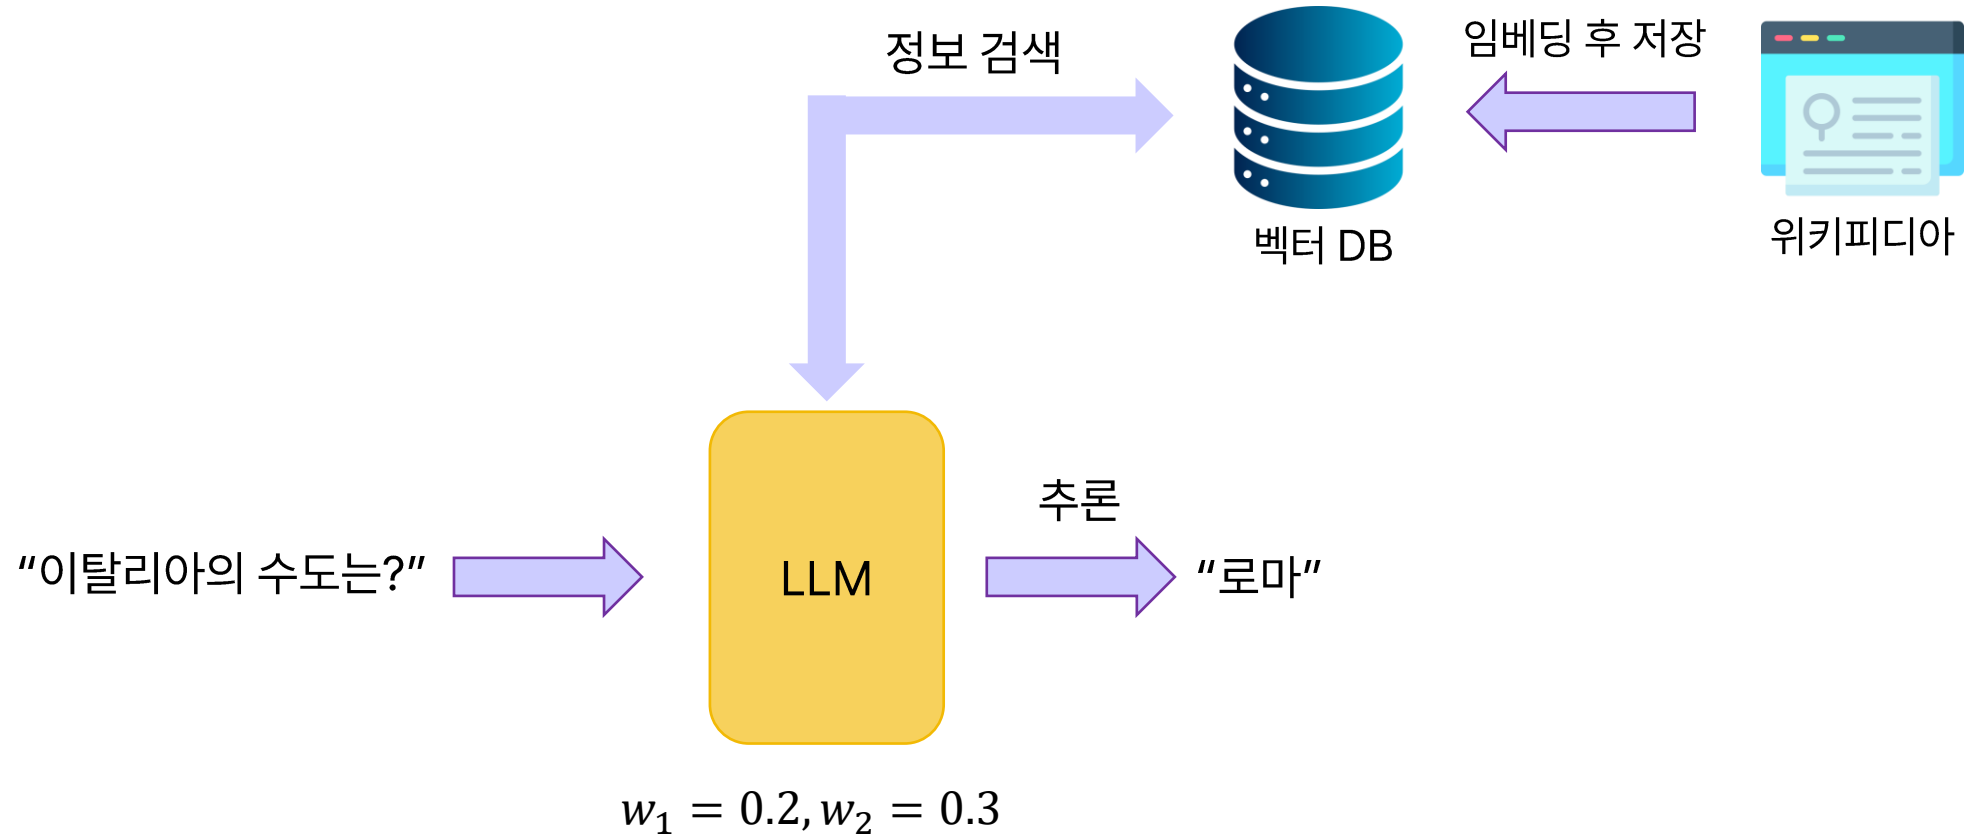 정보 검색
임베딩 후 저장
벡터 DB
위키피디아
추론
“이탈리아의 수도는?”
LLM
“로마”
w₁ = 0.2, w₂ = 0.3